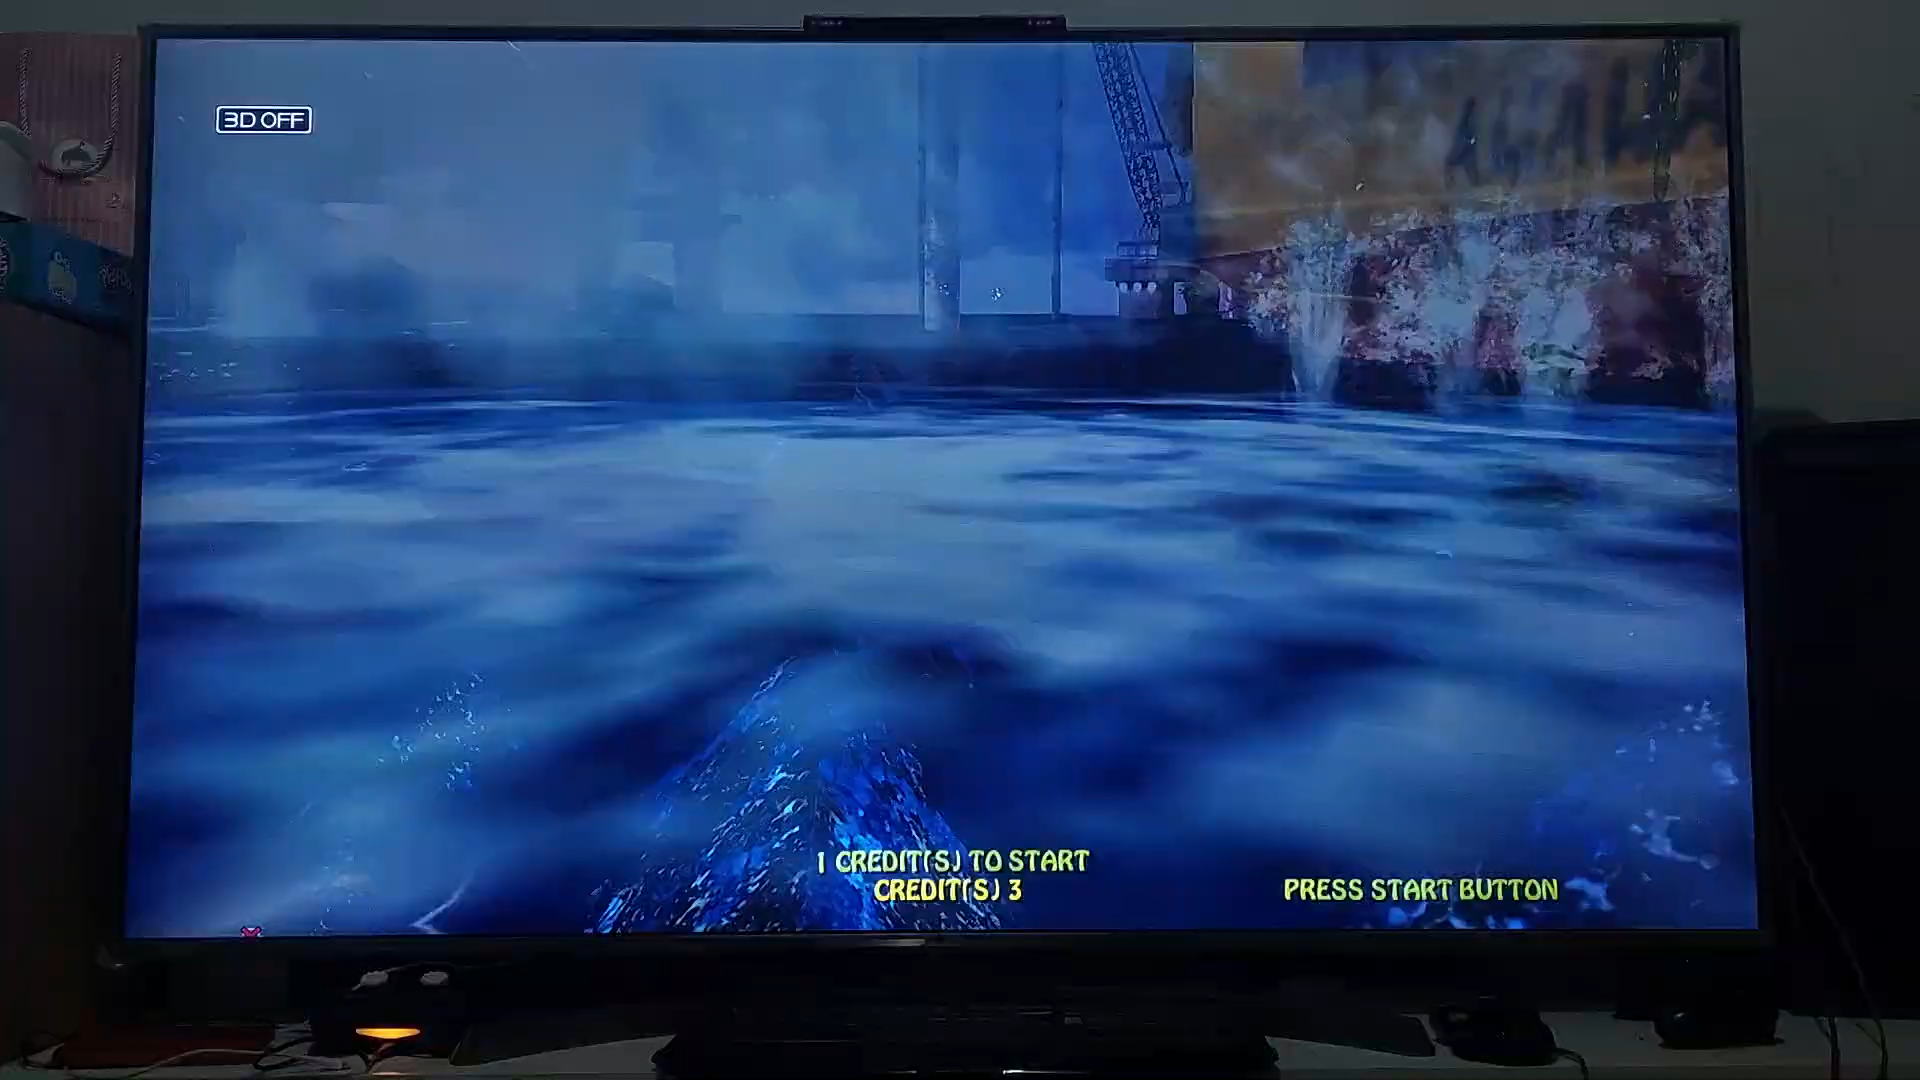 3D OFF
1 CREDIT(S) TO START
CREDIT(S) 3
PRESS START BUTTON